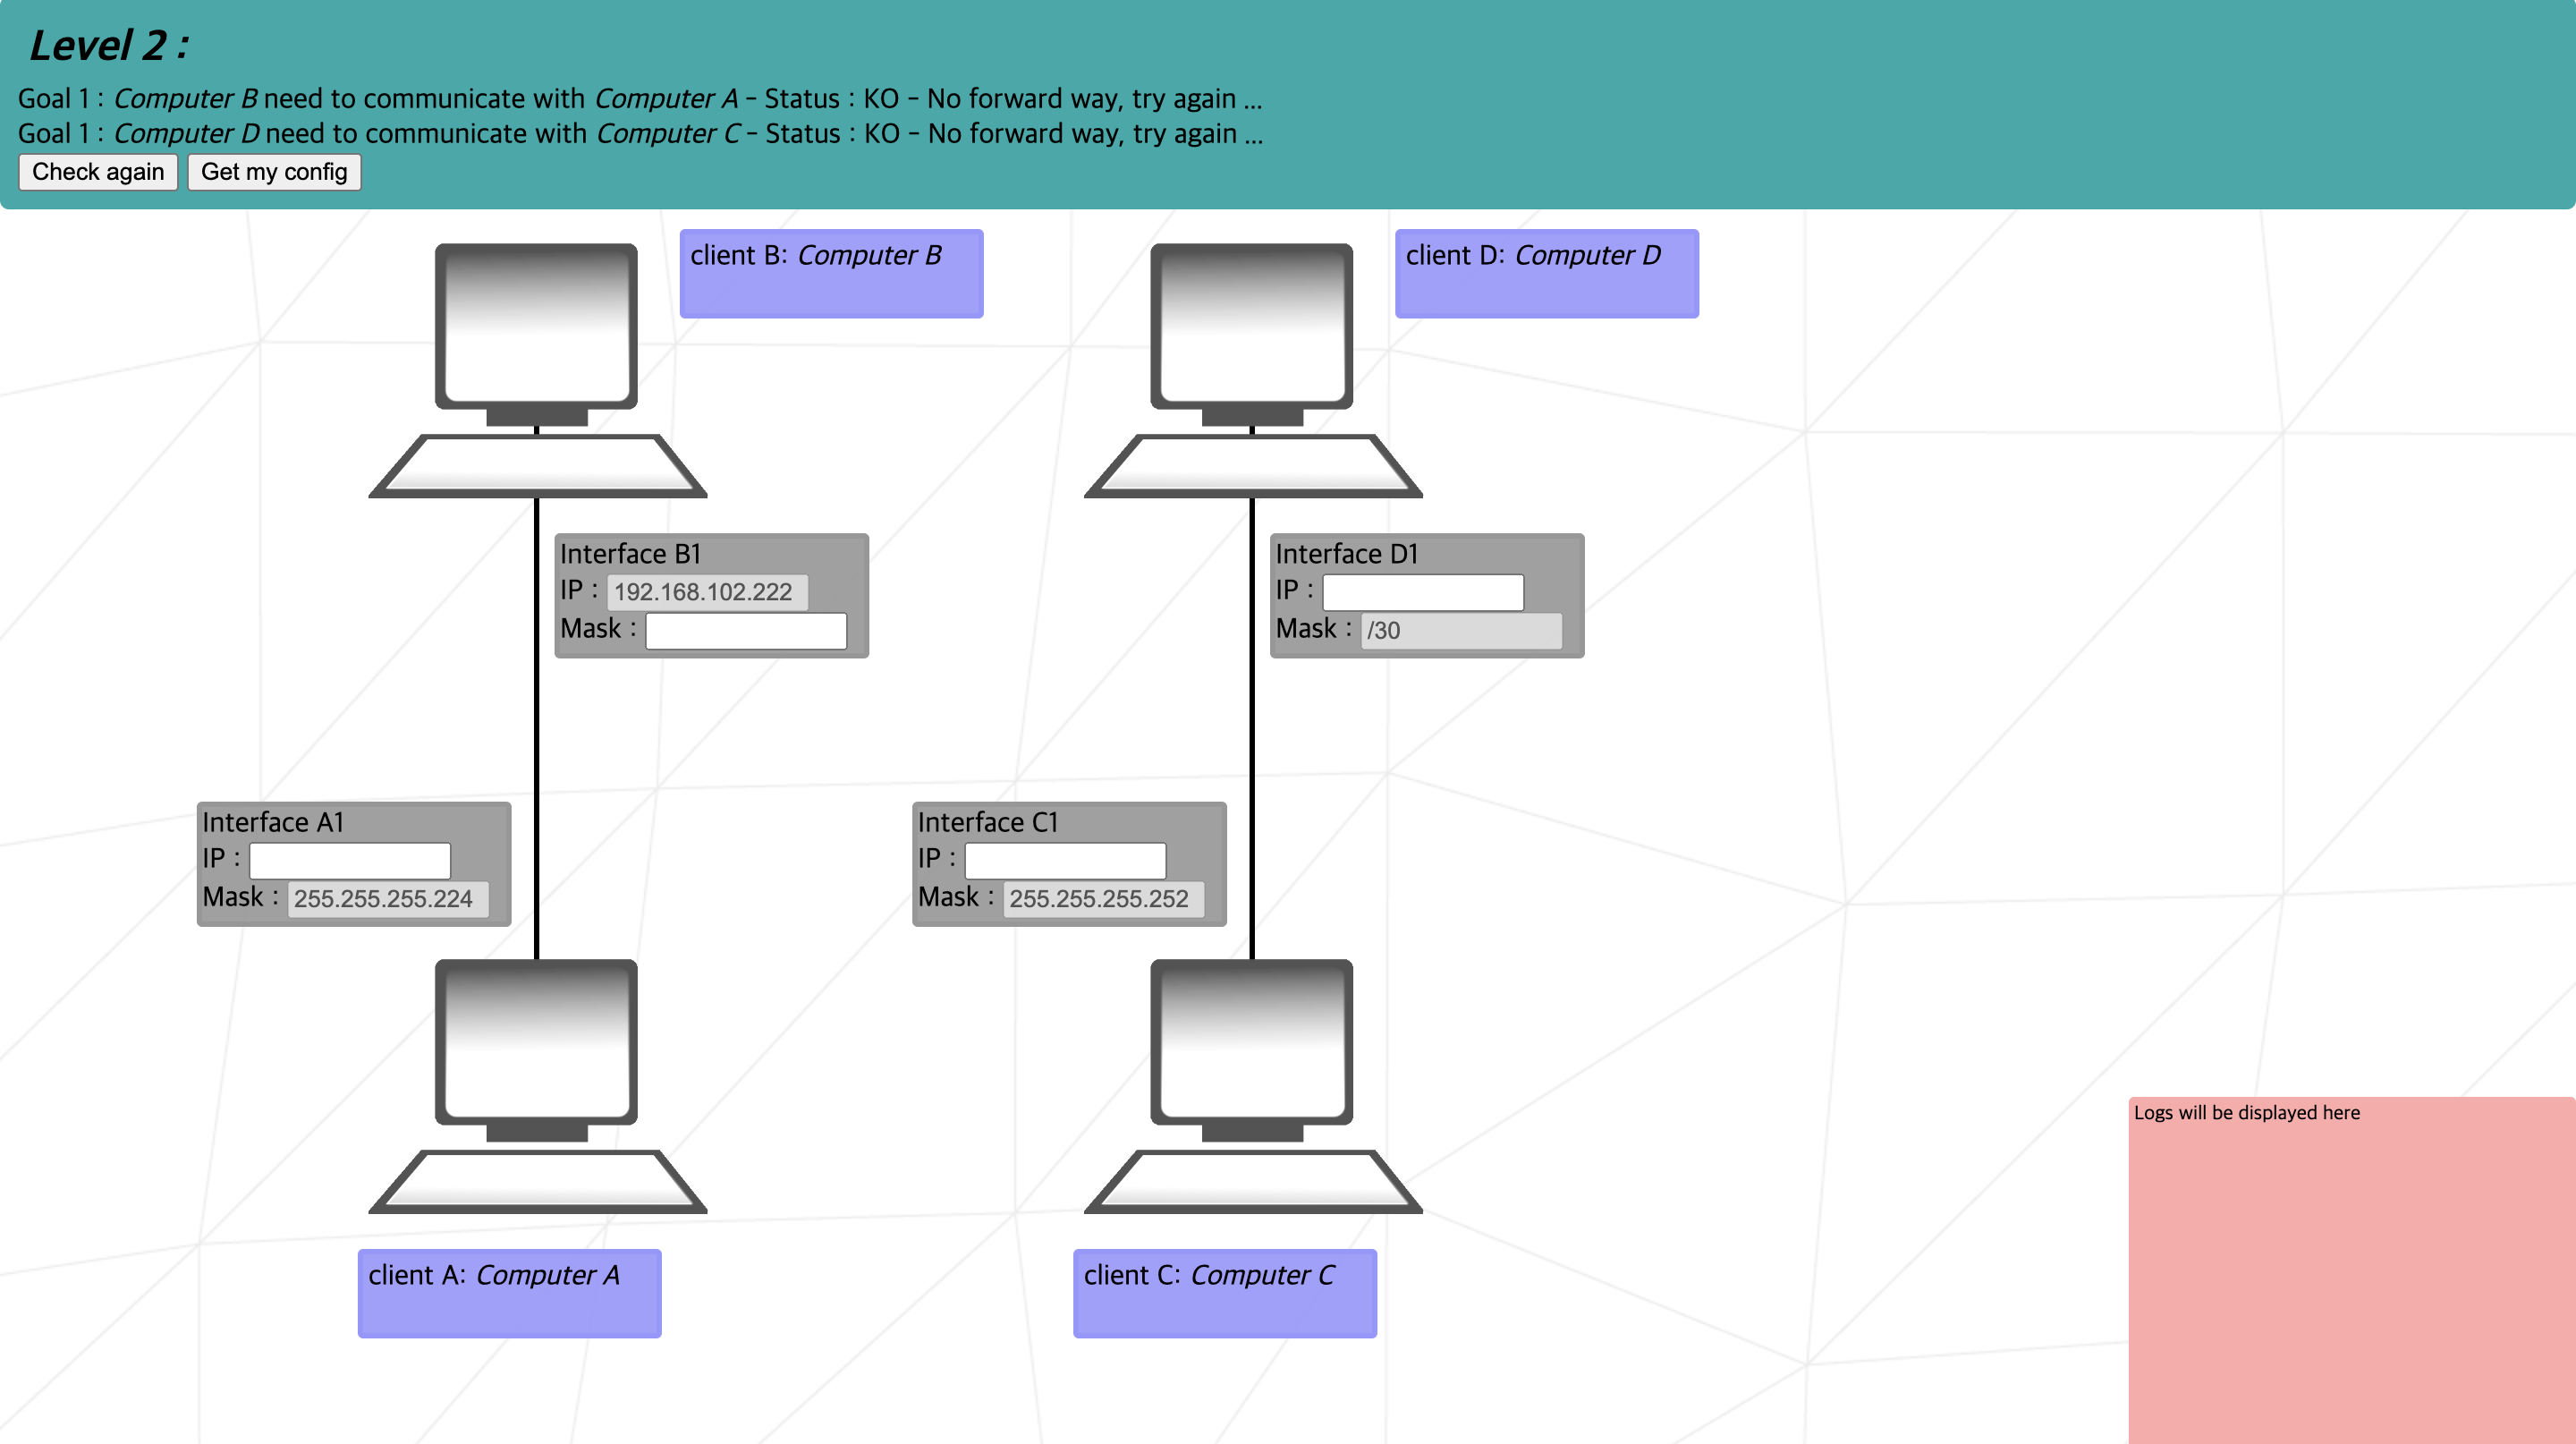 Level 2 :
Goal 1 : Computer B need to communicate with Computer A - Status : KO - No forward way, try again ...
Goal 1 : Computer D need to communicate with Computer C - Status : KO - No forward way, try again ...
Check again Get my config
client B: Computer B
client D: Computer D
Interface B1
IP : 192.168.102.222
Mask :
Interface D1
IP :
Mask : /30
Interface A1
IP :
Mask : 255.255.255.224
Interface C1
IP :
Mask : 255.255.255.252
Logs will be displayed here
client A: Computer A
client C: Computer C